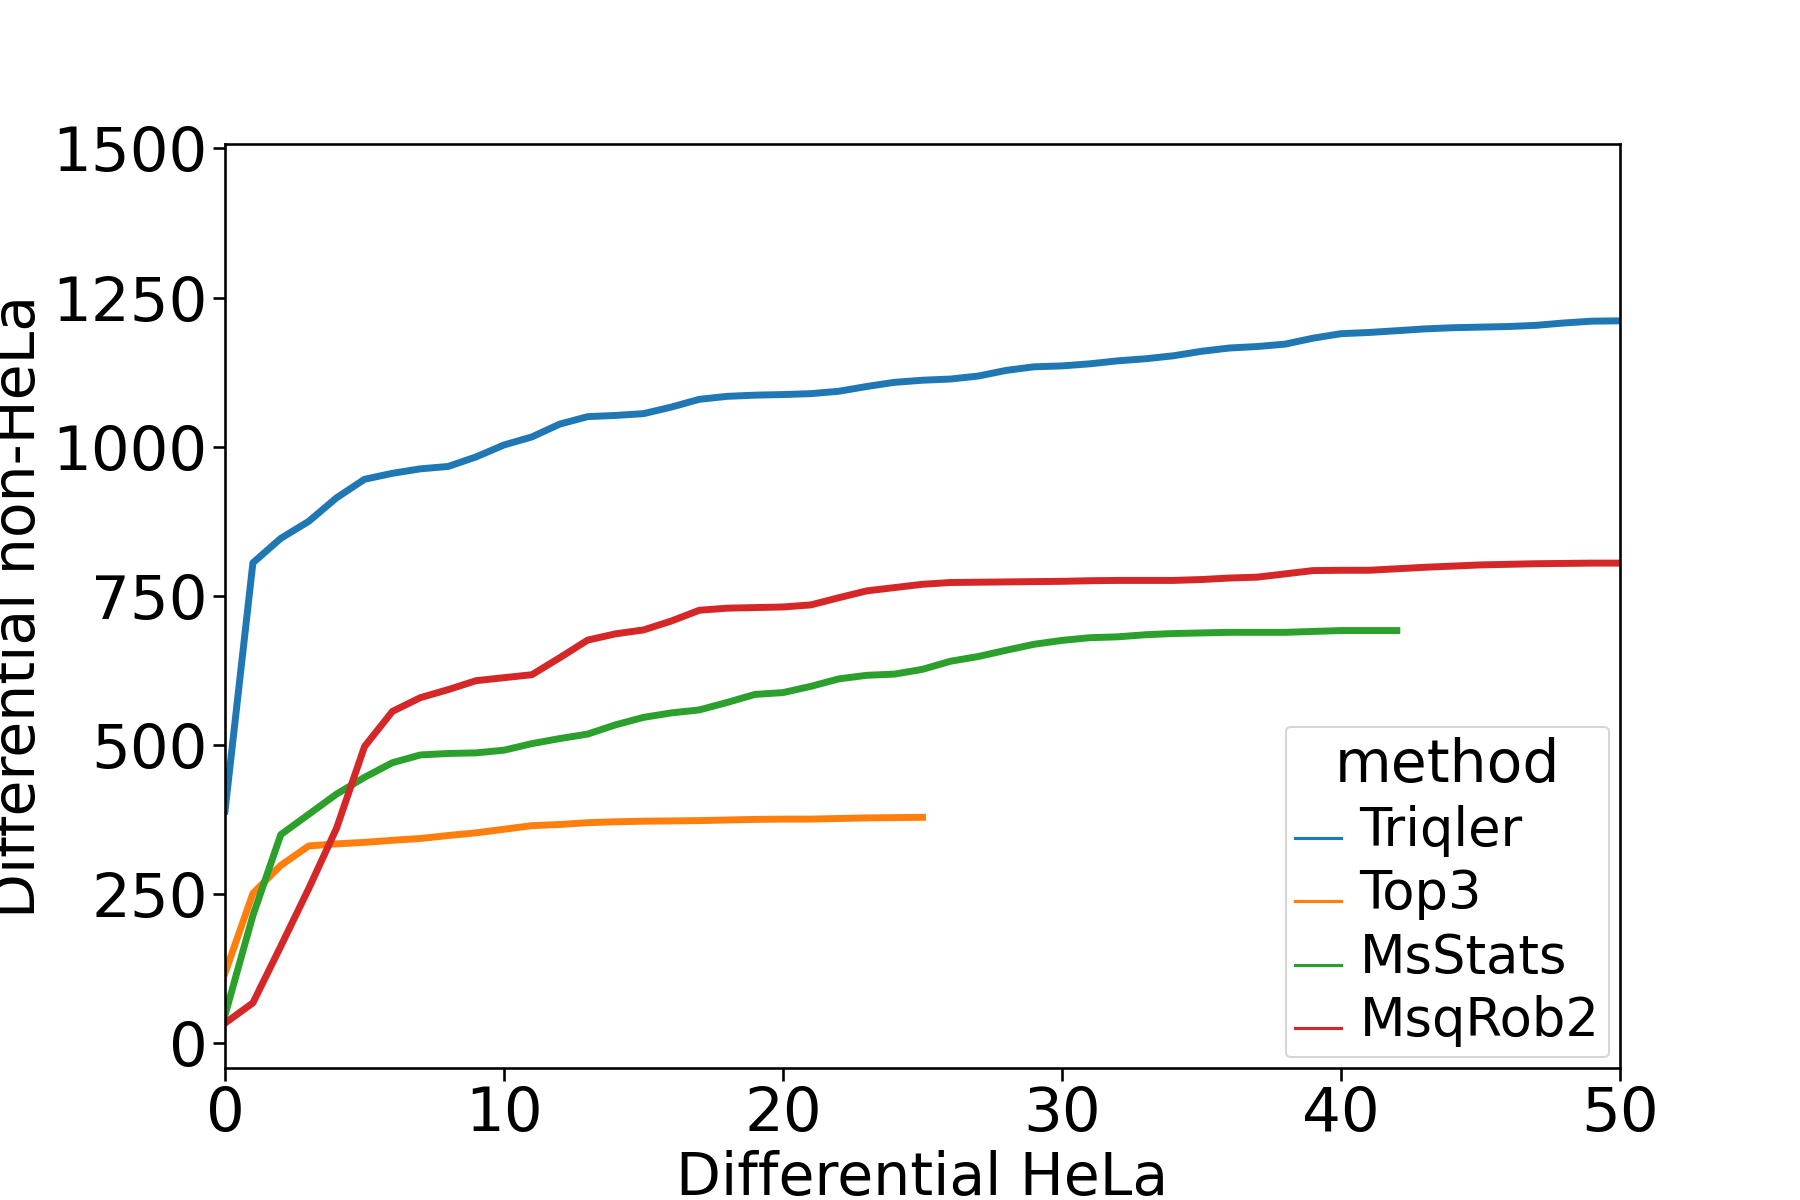 1500
1250
1000
750
500
250
0
Differential non-HeLa
0 10 20 30 40 50
Differential HeLa
method
Triqler
Top3
MsStats
MsqRob2